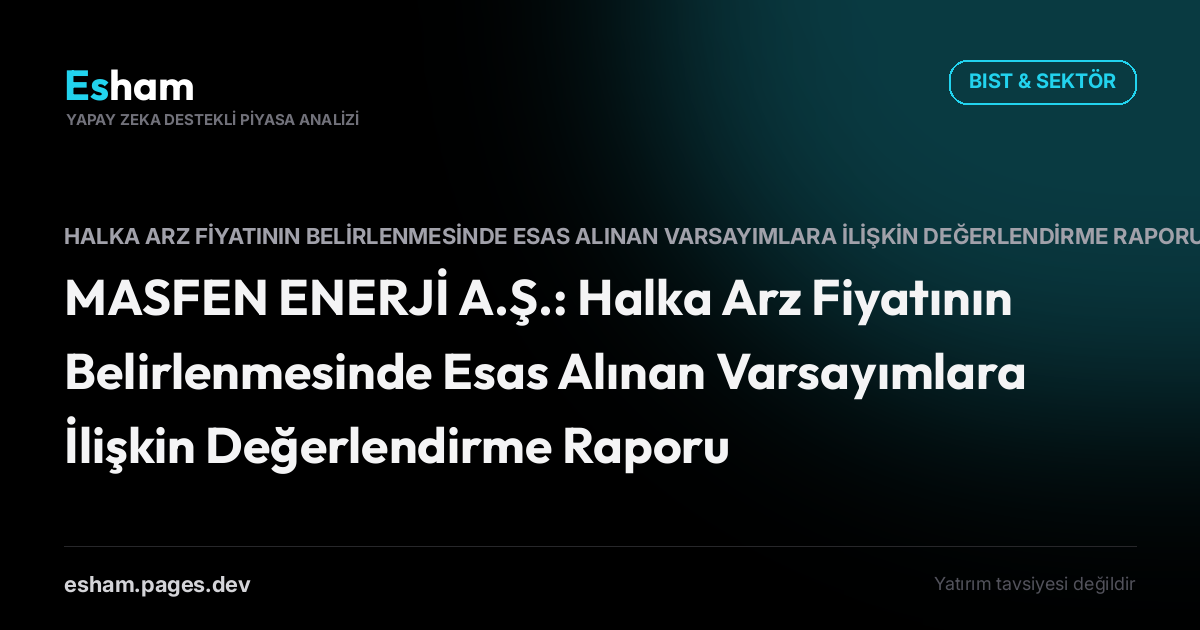 Esham
BIST & SEKTÖR
YAPAY ZEKA DESTEKLİ PİYASA ANALİZİ
HALKA ARZ FİYATININ BELİRLENMESİNDE ESAS ALINAN VARSAYIMLARA İLİŞKİN DEĞERLENDİRME RAPORU
MASFEN ENERJİ A.Ş.: Halka Arz Fiyatının
Belirlenmesinde Esas Alınan Varsayımlara
İlişkin Değerlendirme Raporu
esham.pages.dev
Yatırım tavsiyesi değildir